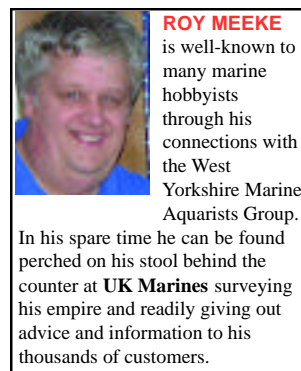 ROY MEEKE
is well-known to
many marine
hobbyists
through his
connections with
the West
Yorkshire Marine
Aquarists Group.
In his spare time he can be found
perched on his stool behind the
counter at UK Marines surveying
his empire and readily giving out
advice and information to his
thousands of customers.